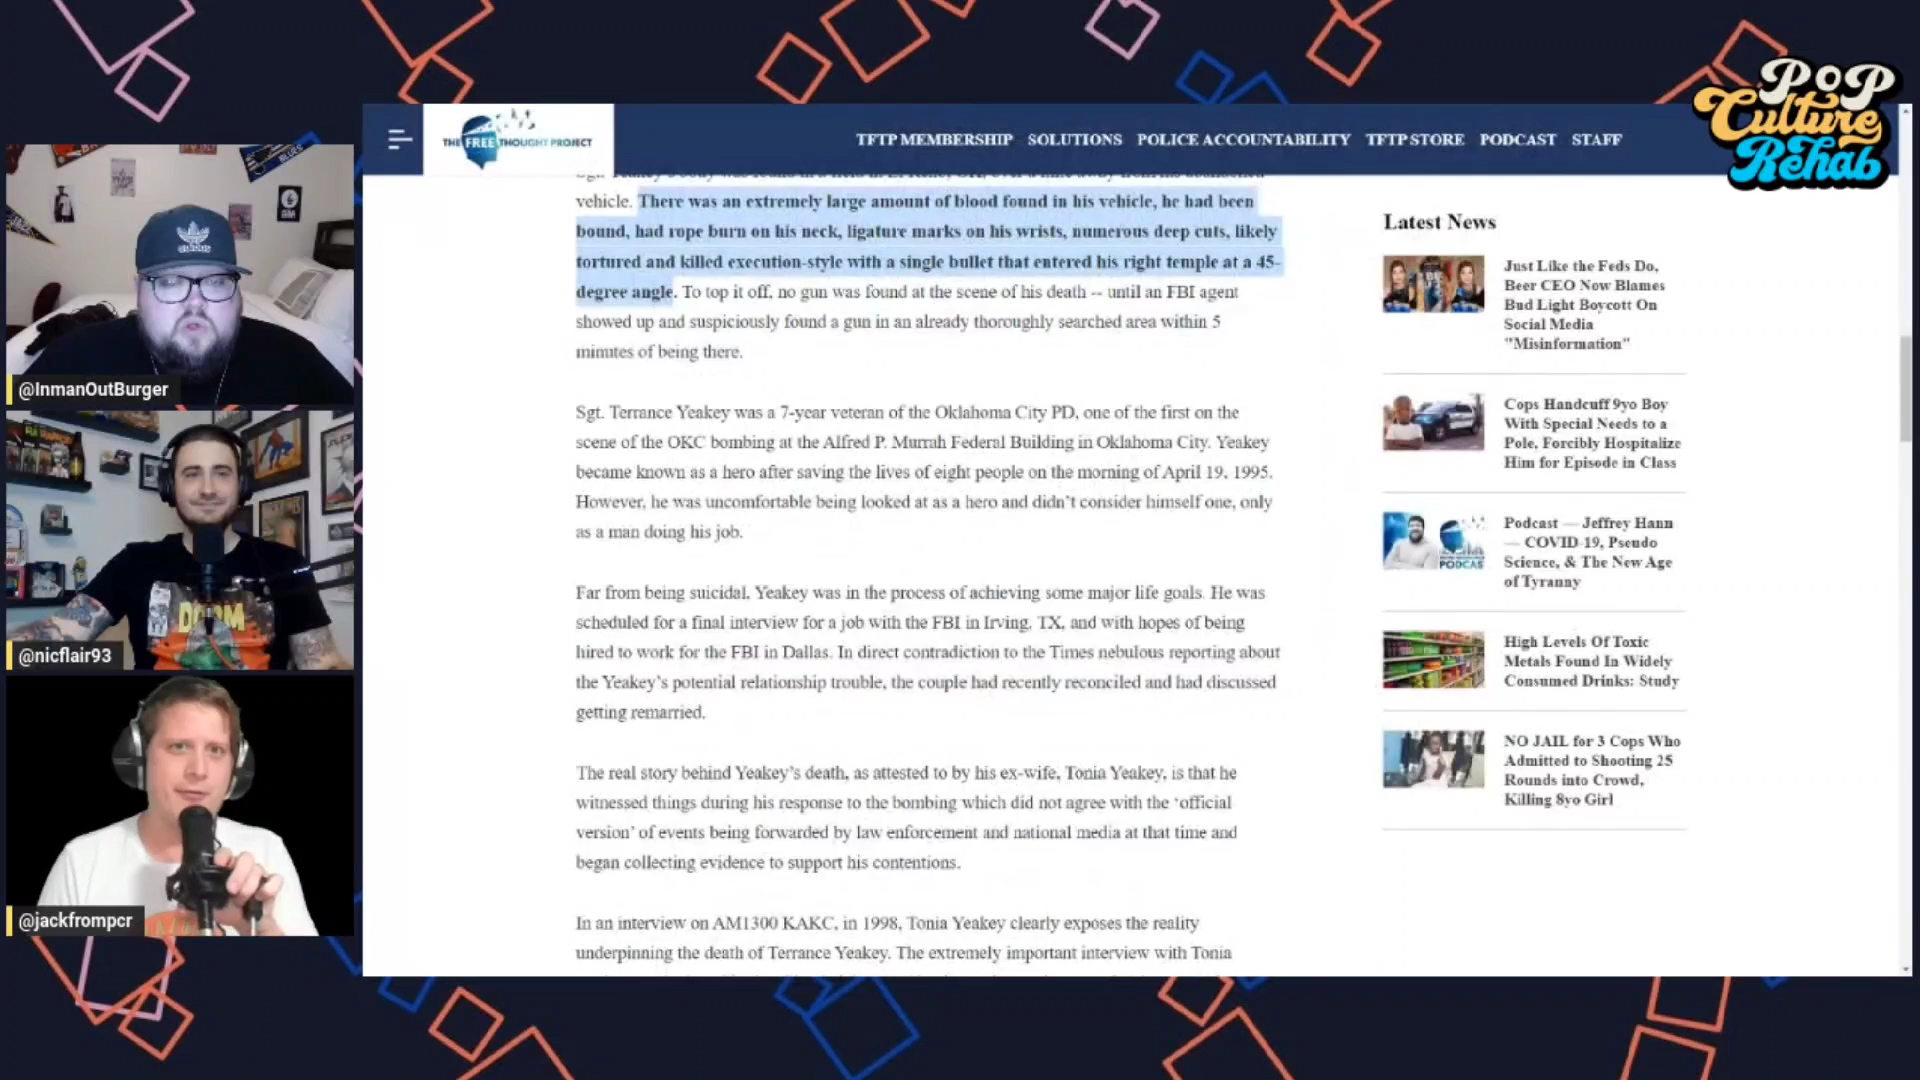 POP
Culture
Rehab
THE FREE THOUGHT PROJECT
TFTP MEMBERSHIP SOLUTIONS POLICE ACCOUNTABILITY TFTP STORE PODCAST STAFF
vehicle. There was an extremely large amount of blood found in his vehicle, he had been
bound, had rope burn on his neck, ligature marks on his wrists, numerous deep cuts, likely
tortured and killed execution-style with a single bullet that entered his right temple at a 45-
degree angle. To top it off, no gun was found at the scene of his death -- until an FBI agent
showed up and suspiciously found a gun in an already thoroughly searched area within 5
minutes of being there.
Sgt. Terrance Yeakey was a 7-year veteran of the Oklahoma City PD, one of the first on the
scene of the OKC bombing at the Alfred P. Murrah Federal Building in Oklahoma City. Yeakey
became known as a hero after saving the lives of eight people on the morning of April 19, 1995.
However, he was uncomfortable being looked at as a hero and didn't consider himself one, only
as a man doing his job.
Far from being suicidal, Yeakey was in the process of achieving some major life goals. He was
scheduled for a final interview for a job with the FBI in Irving, TX, and with hopes of being
hired to work for the FBI in Dallas. In direct contradiction to the Times nebulous reporting about
the Yeakey's potential relationship trouble, the couple had recently reconciled and had discussed
getting remarried.
The real story behind Yeakey's death, as attested to by his ex-wife, Tonia Yeakey, is that he
witnessed things during his response to the bombing which did not agree with the 'official
version' of events being forwarded by law enforcement and national media at that time and
began collecting evidence to support his contentions.
In an interview on AM1300 KAKC, in 1998, Tonia Yeakey clearly exposes the reality
underpinning the death of Terrance Yeakey. The extremely important interview with Tonia
Latest News
Just Like the Feds Do,
Beer CEO Now Blames
Bud Light Boycott On
Social Media
"Misinformation"
Cops Handcuff 9yo Boy
With Special Needs to a
Pole, Forcibly Hospitalize
Him for Episode in Class
Podcast — Jeffrey Hann
— COVID-19, Pseudo
Science, & The New Age
of Tyranny
High Levels Of Toxic
Metals Found In Widely
Consumed Drinks: Study
NO JAIL for 3 Cops Who
Admitted to Shooting 25
Rounds into Crowd,
Killing 8yo Girl
@InmanOutBurger
@nicflair93
@jackfrompcr